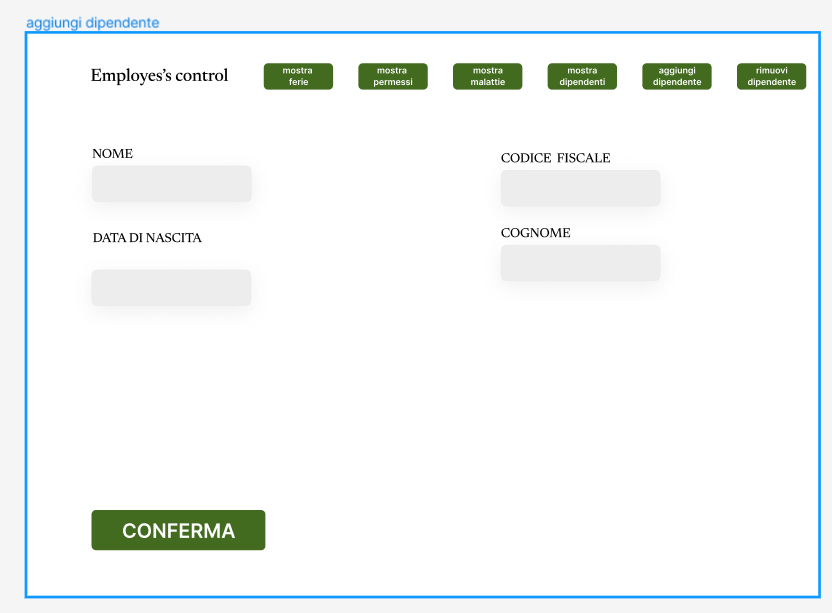 aggiungi dipendente
Employes's control
mostra
ferie
mostra
permessi
mostra
malattie
mostra
dipendenti
aggiungi
dipendente
rimuovi
dipendente
NOME
CODICE FISCALE
DATA DI NASCITA
COGNOME
CONFERMA